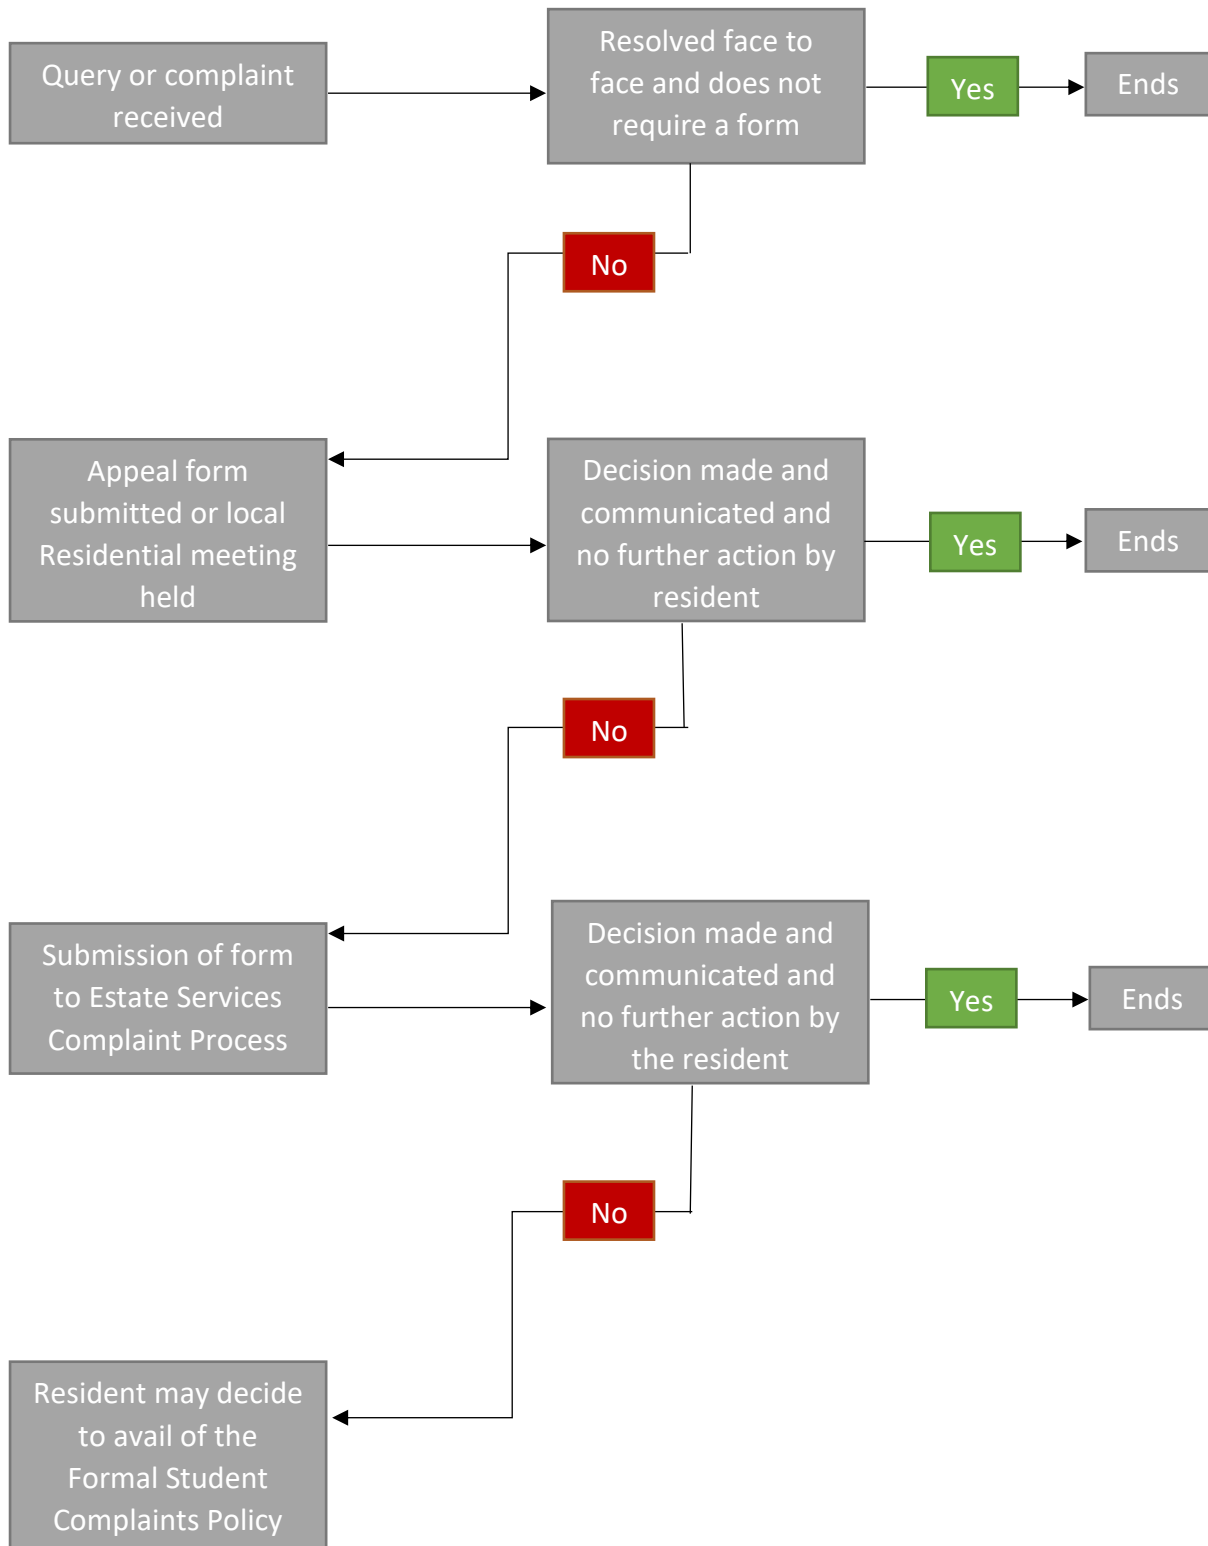 Query or complaint
received
Resolved face to
face and does not
require a form
Yes
Ends
No
Appeal form
submitted or local
Residential meeting
held
Decision made and
communicated and
no further action by
resident
Yes
Ends
No
Submission of form
to Estate Services
Complaint Process
Decision made and
communicated and
no further action by
the resident
Yes
Ends
No
Resident may decide
to avail of the
Formal Student
Complaints Policy